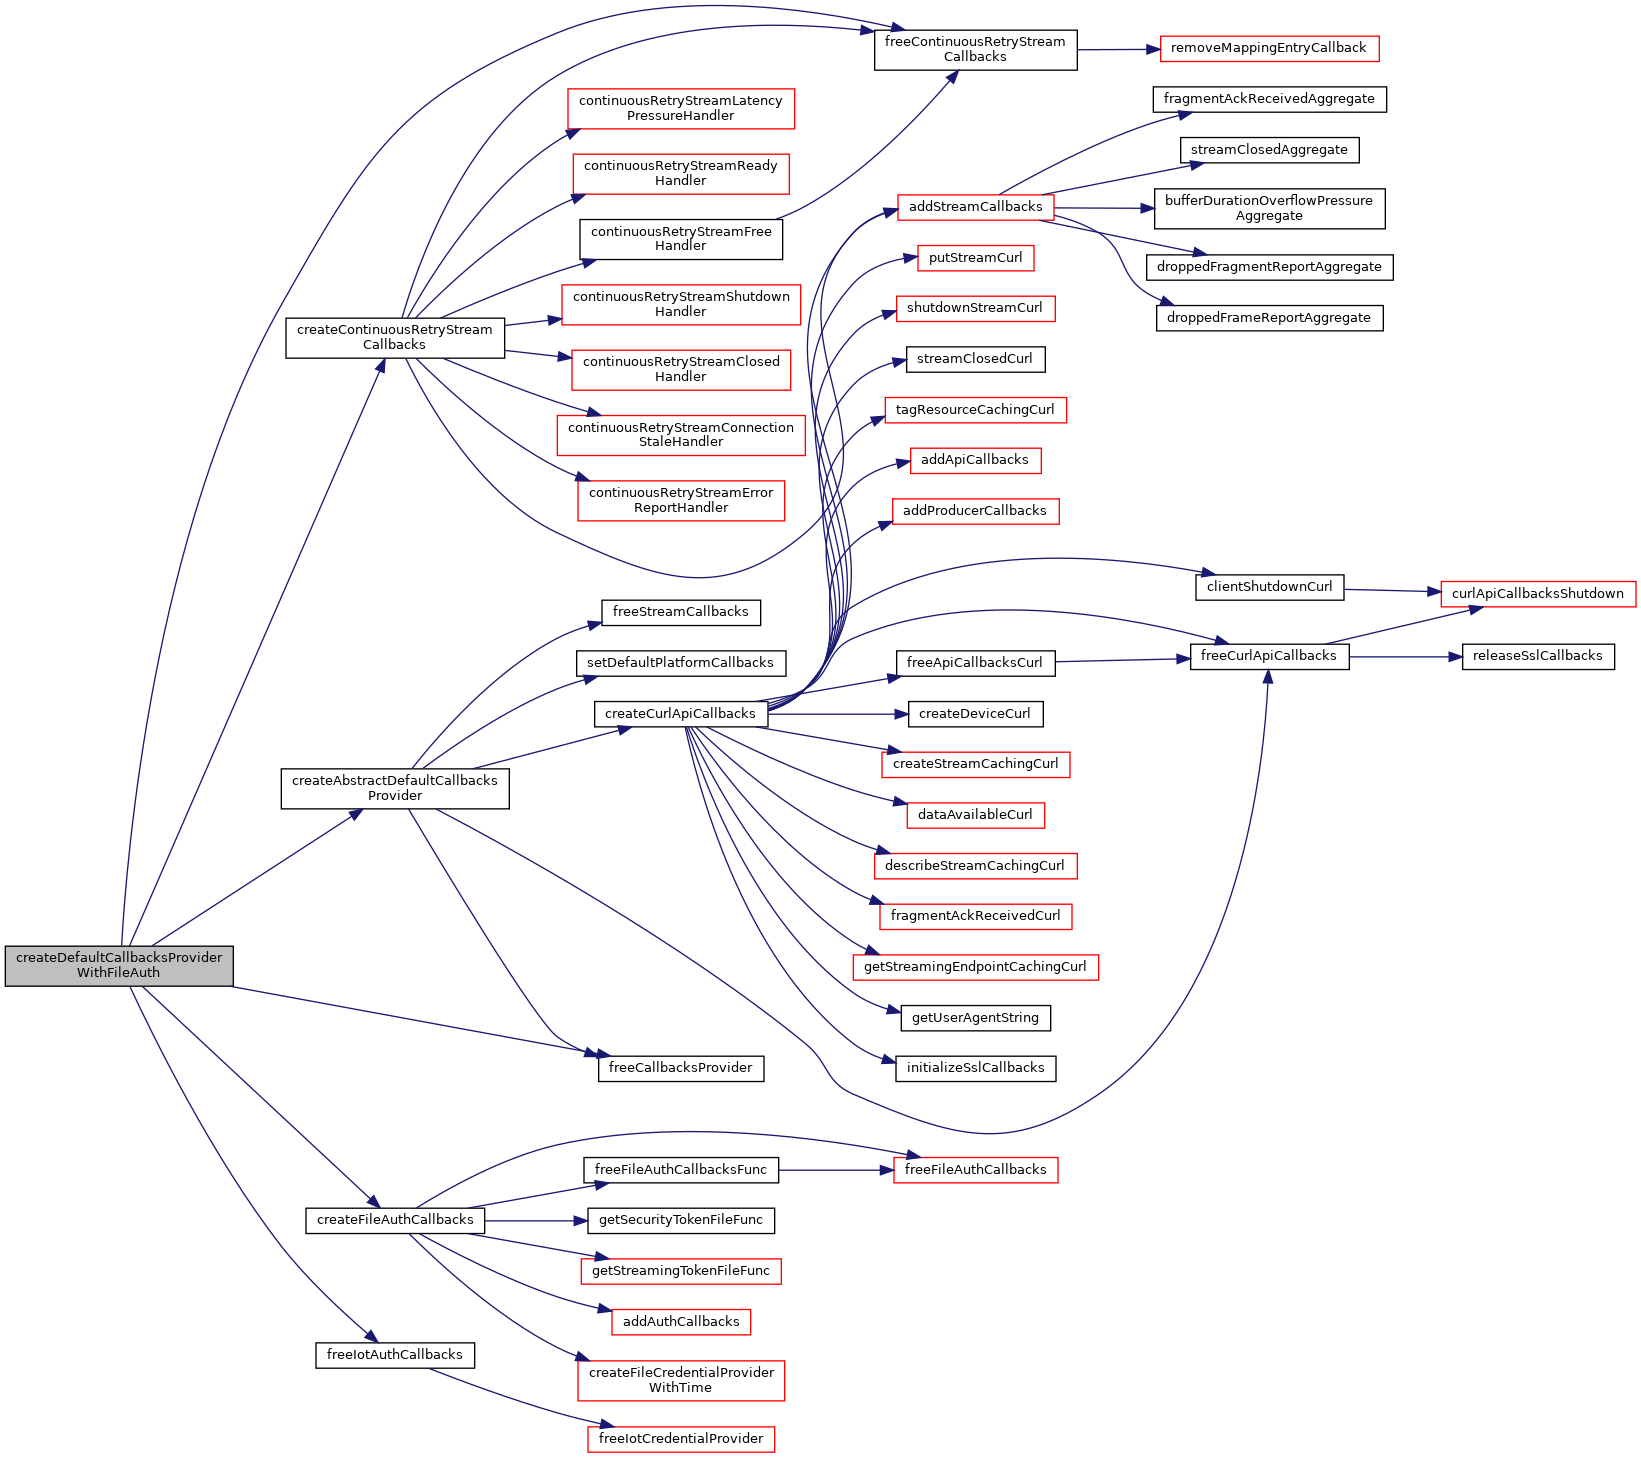 createDefaultCallbacksProvider
WithFileAuth
createContinuousRetryStream
Callbacks
createAbstractDefaultCallbacks
Provider
createFileAuthCallbacks
freeIotAuthCallbacks
continuousRetryStreamLatency
PressureHandler
continuousRetryStreamReady
Handler
continuousRetryStreamFree
Handler
continuousRetryStreamShutdown
Handler
continuousRetryStreamClosed
Handler
continuousRetryStreamConnection
StaleHandler
continuousRetryStreamError
ReportHandler
freeStreamCallbacks
setDefaultPlatformCallbacks
createCurlApiCallbacks
freeCallbacksProvider
freeFileAuthCallbacksFunc
getSecurityTokenFileFunc
getStreamingTokenFileFunc
addAuthCallbacks
createFileCredentialProvider
WithTime
freeIotCredentialProvider
freeContinuousRetryStream
Callbacks
addStreamCallbacks
putStreamCurl
shutdownStreamCurl
streamClosedCurl
tagResourceCachingCurl
addApiCallbacks
addProducerCallbacks
freeApiCallbacksCurl
createDeviceCurl
createStreamCachingCurl
dataAvailableCurl
describeStreamCachingCurl
fragmentAckReceivedCurl
getStreamingEndpointCachingCurl
getUserAgentString
initializeSslCallbacks
freeFileAuthCallbacks
removeMappingEntryCallback
fragmentAckReceivedAggregate
streamClosedAggregate
bufferDurationOverflowPressure
Aggregate
droppedFragmentReportAggregate
droppedFrameReportAggregate
clientShutdownCurl
freeCurlApiCallbacks
curlApiCallbacksShutdown
releaseSslCallbacks